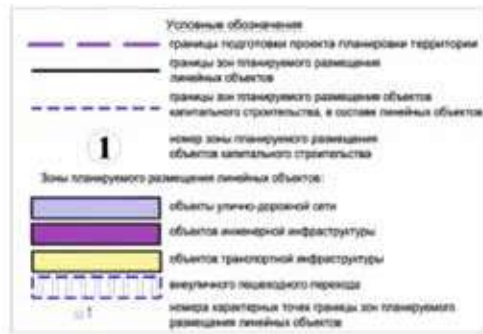 Условные обозначения
границы подготовки проекта планировки территории
границы зон планируемого размещения
линейных объектов
границы зон планируемого размещения объектов
капитального строительства, в составе линейных объектов
1
номер зоны планируемого размещения
объектов капитального строительства
Зоны планируемого размещения линейных объектов:
объекты улично-дорожной сети
объектов инженерной инфраструктуры
объектов транспортной инфраструктуры
внеуличного пешеходного перехода
1
номера характерных точек границы зон планируемого
размещения линейных объектов